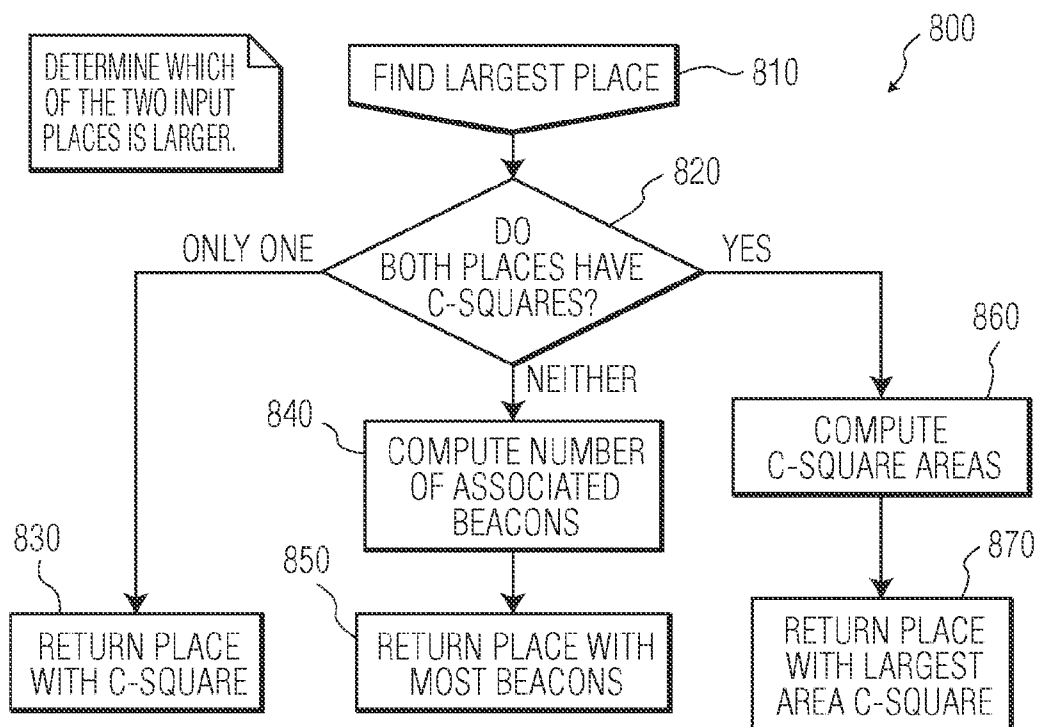 800
DETERMINE WHICH
OF THE TWO INPUT
PLACES IS LARGER.
FIND LARGEST PLACE
810
820
DO
BOTH PLACES HAVE
C-SQUARES?
ONLY ONE
YES
NEITHER
840
COMPUTE NUMBER
OF ASSOCIATED
BEACONS
860
COMPUTE
C-SQUARE AREAS
830
RETURN PLACE
WITH C-SQUARE
850
RETURN PLACE WITH
MOST BEACONS
870
RETURN PLACE
WITH LARGEST
AREA C-SQUARE